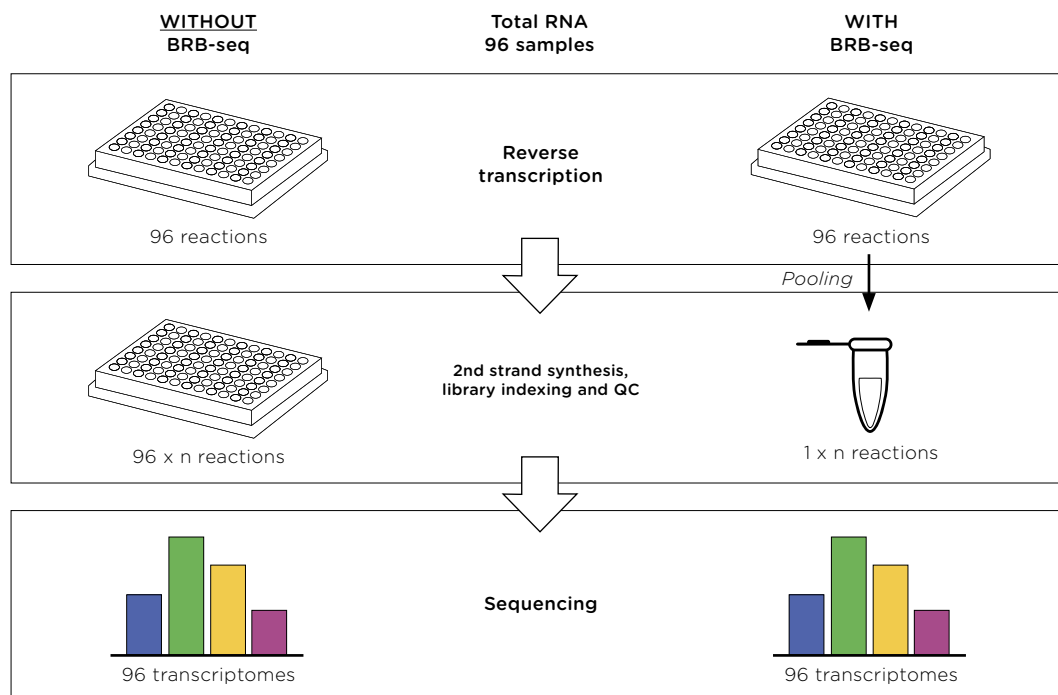 WITHOUT
BRB-seq
Total RNA
96 samples
WITH
BRB-seq
96 reactions
Reverse
transcription
96 reactions
Pooling
96 x n reactions
2nd strand synthesis,
library indexing and QC
1 x n reactions
96 transcriptomes
Sequencing
96 transcriptomes